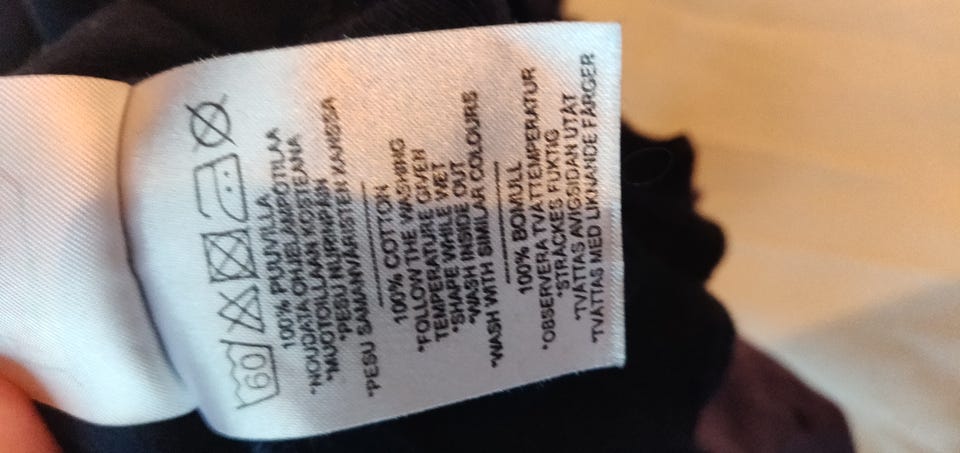 60
100% PUUVILLA
*NOUDATA OHJELÄMPÖTILAA
*MUOTOILLAAN KOSTEANA
*PESU NURINPÄIN
*PESU SAMANVÄRISTEN KANSSA
100% COTTON
*FOLLOW THE WASHING
TEMPERATURE GIVEN
*SHAPE WHILE WET
*WASH INSIDE OUT
*WASH WITH SIMILAR COLOURS
100% BOMULL
*OBSERVERA TVÄTTEMPERATUR
*STRÄCKES FUKTIG
*TVÄTTAS AVIGSIDAN UTÅT
*TVÄTTAS MED LIKNANDE FÄRGER